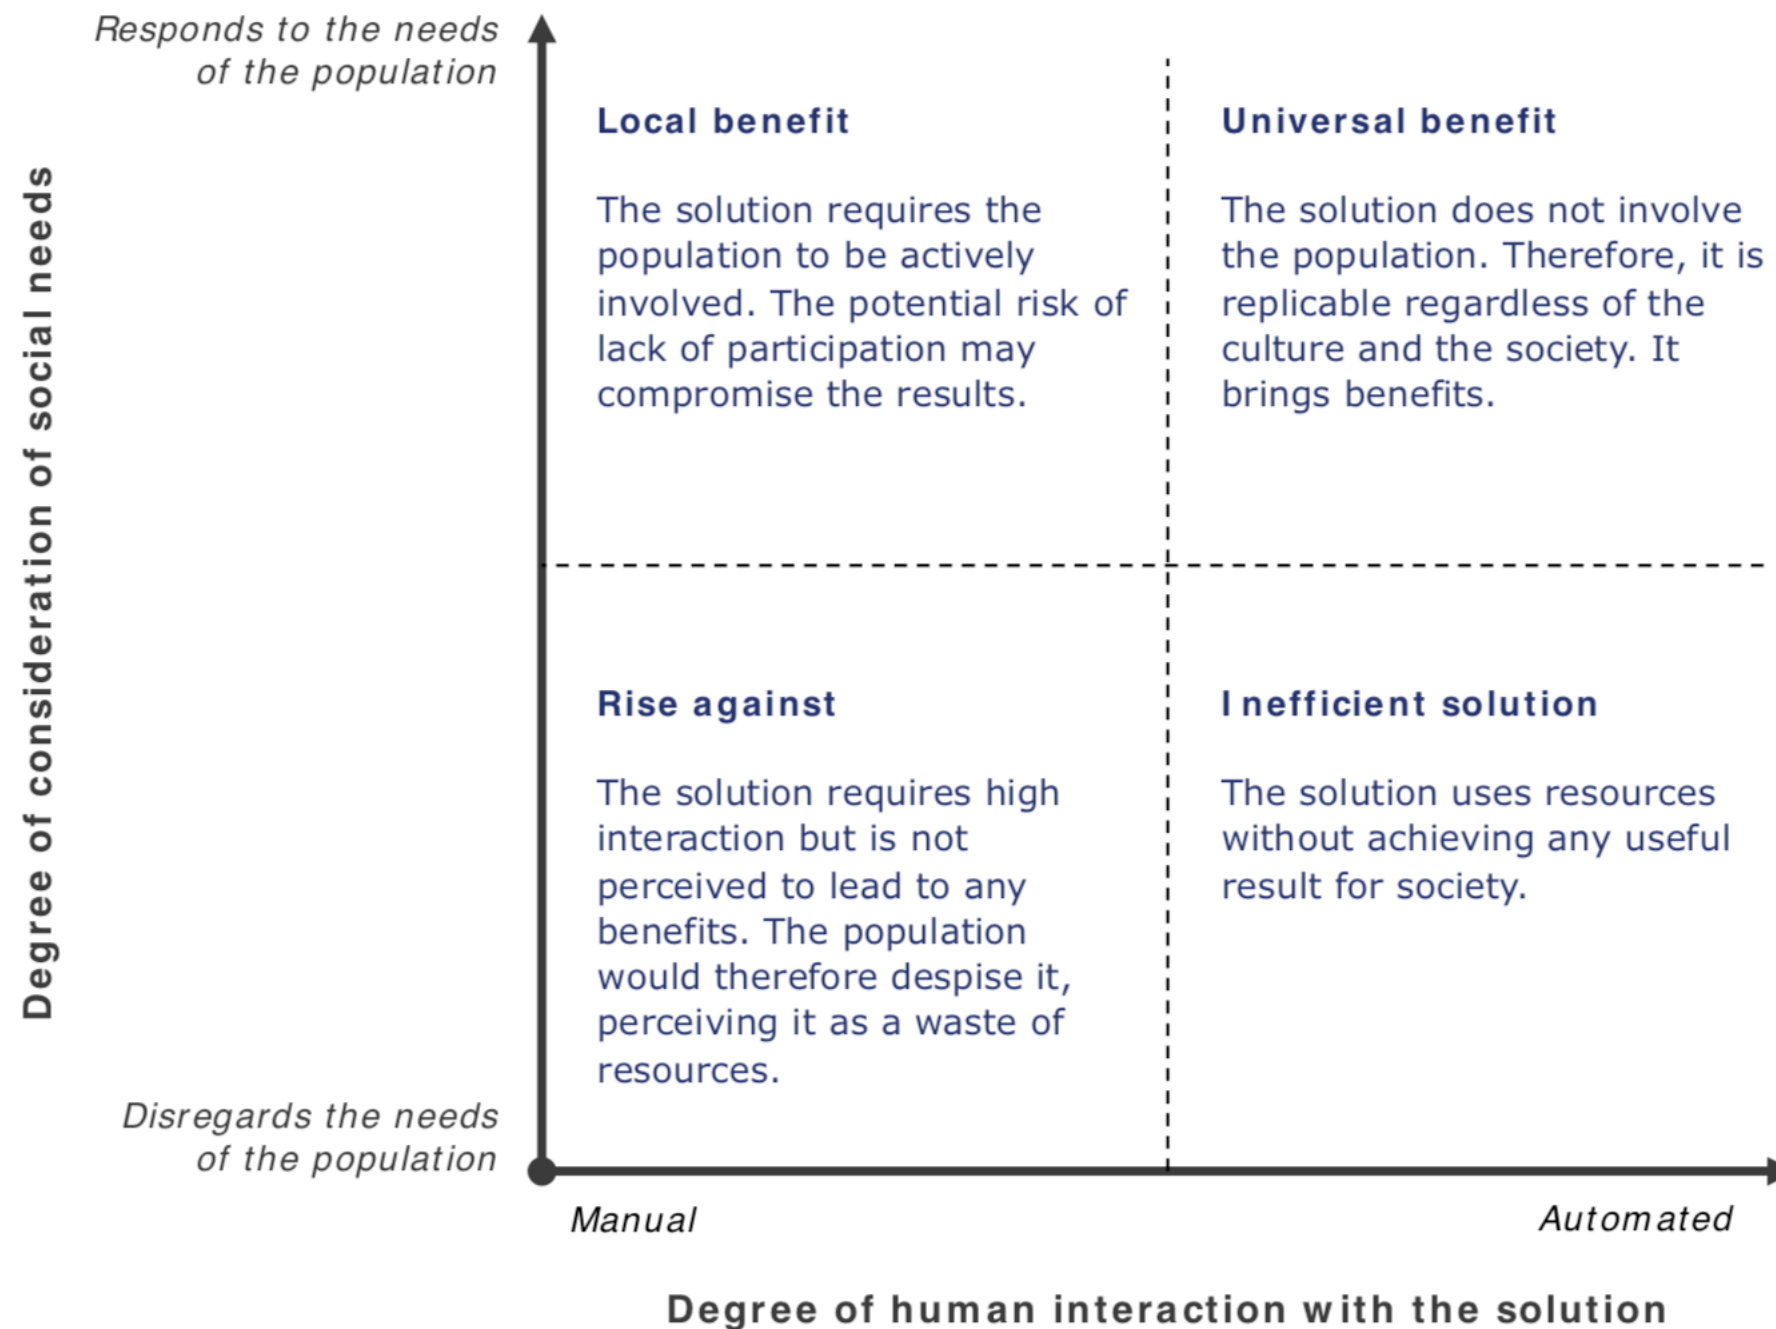 Responds to the needs
of the population
Degree of consideration of social needs
Local benefit
The solution requires the
population to be actively
involved. The potential risk of
lack of participation may
compromise the results.
Universal benefit
The solution does not involve
the population. Therefore, it is
replicable regardless of the
culture and the society. It
brings benefits.
Rise against
The solution requires high
interaction but is not
perceived to lead to any
benefits. The population
would therefore despise it,
perceiving it as a waste of
resources.
Inefficient solution
The solution uses resources
without achieving any useful
result for society.
Disregards the needs
of the population
Manual
Automated
Degree of human interaction with the solution